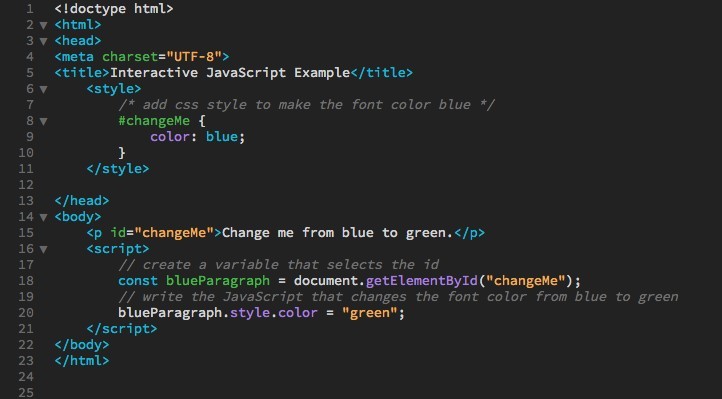 1 <!doctype html>
2 ▼ <html>
3 ▼ <head>
4 <meta charset="UTF-8">
5 <title>Interactive JavaScript Example</title>
6 ▼     <style>
7         /* add css style to make the font color blue */
8 ▼         #changeMe {
9             color: blue;
10         }
11     </style>
12
13 </head>
14 ▼ <body>
15     <p id="changeMe">Change me from blue to green.</p>
16 ▼     <script>
17         // create a variable that selects the id
18         const blueParagraph = document.getElementById("changeMe");
19         // write the JavaScript that changes the font color from blue to green
20         blueParagraph.style.color = "green";
21     </script>
22 </body>
23 </html>
24
25